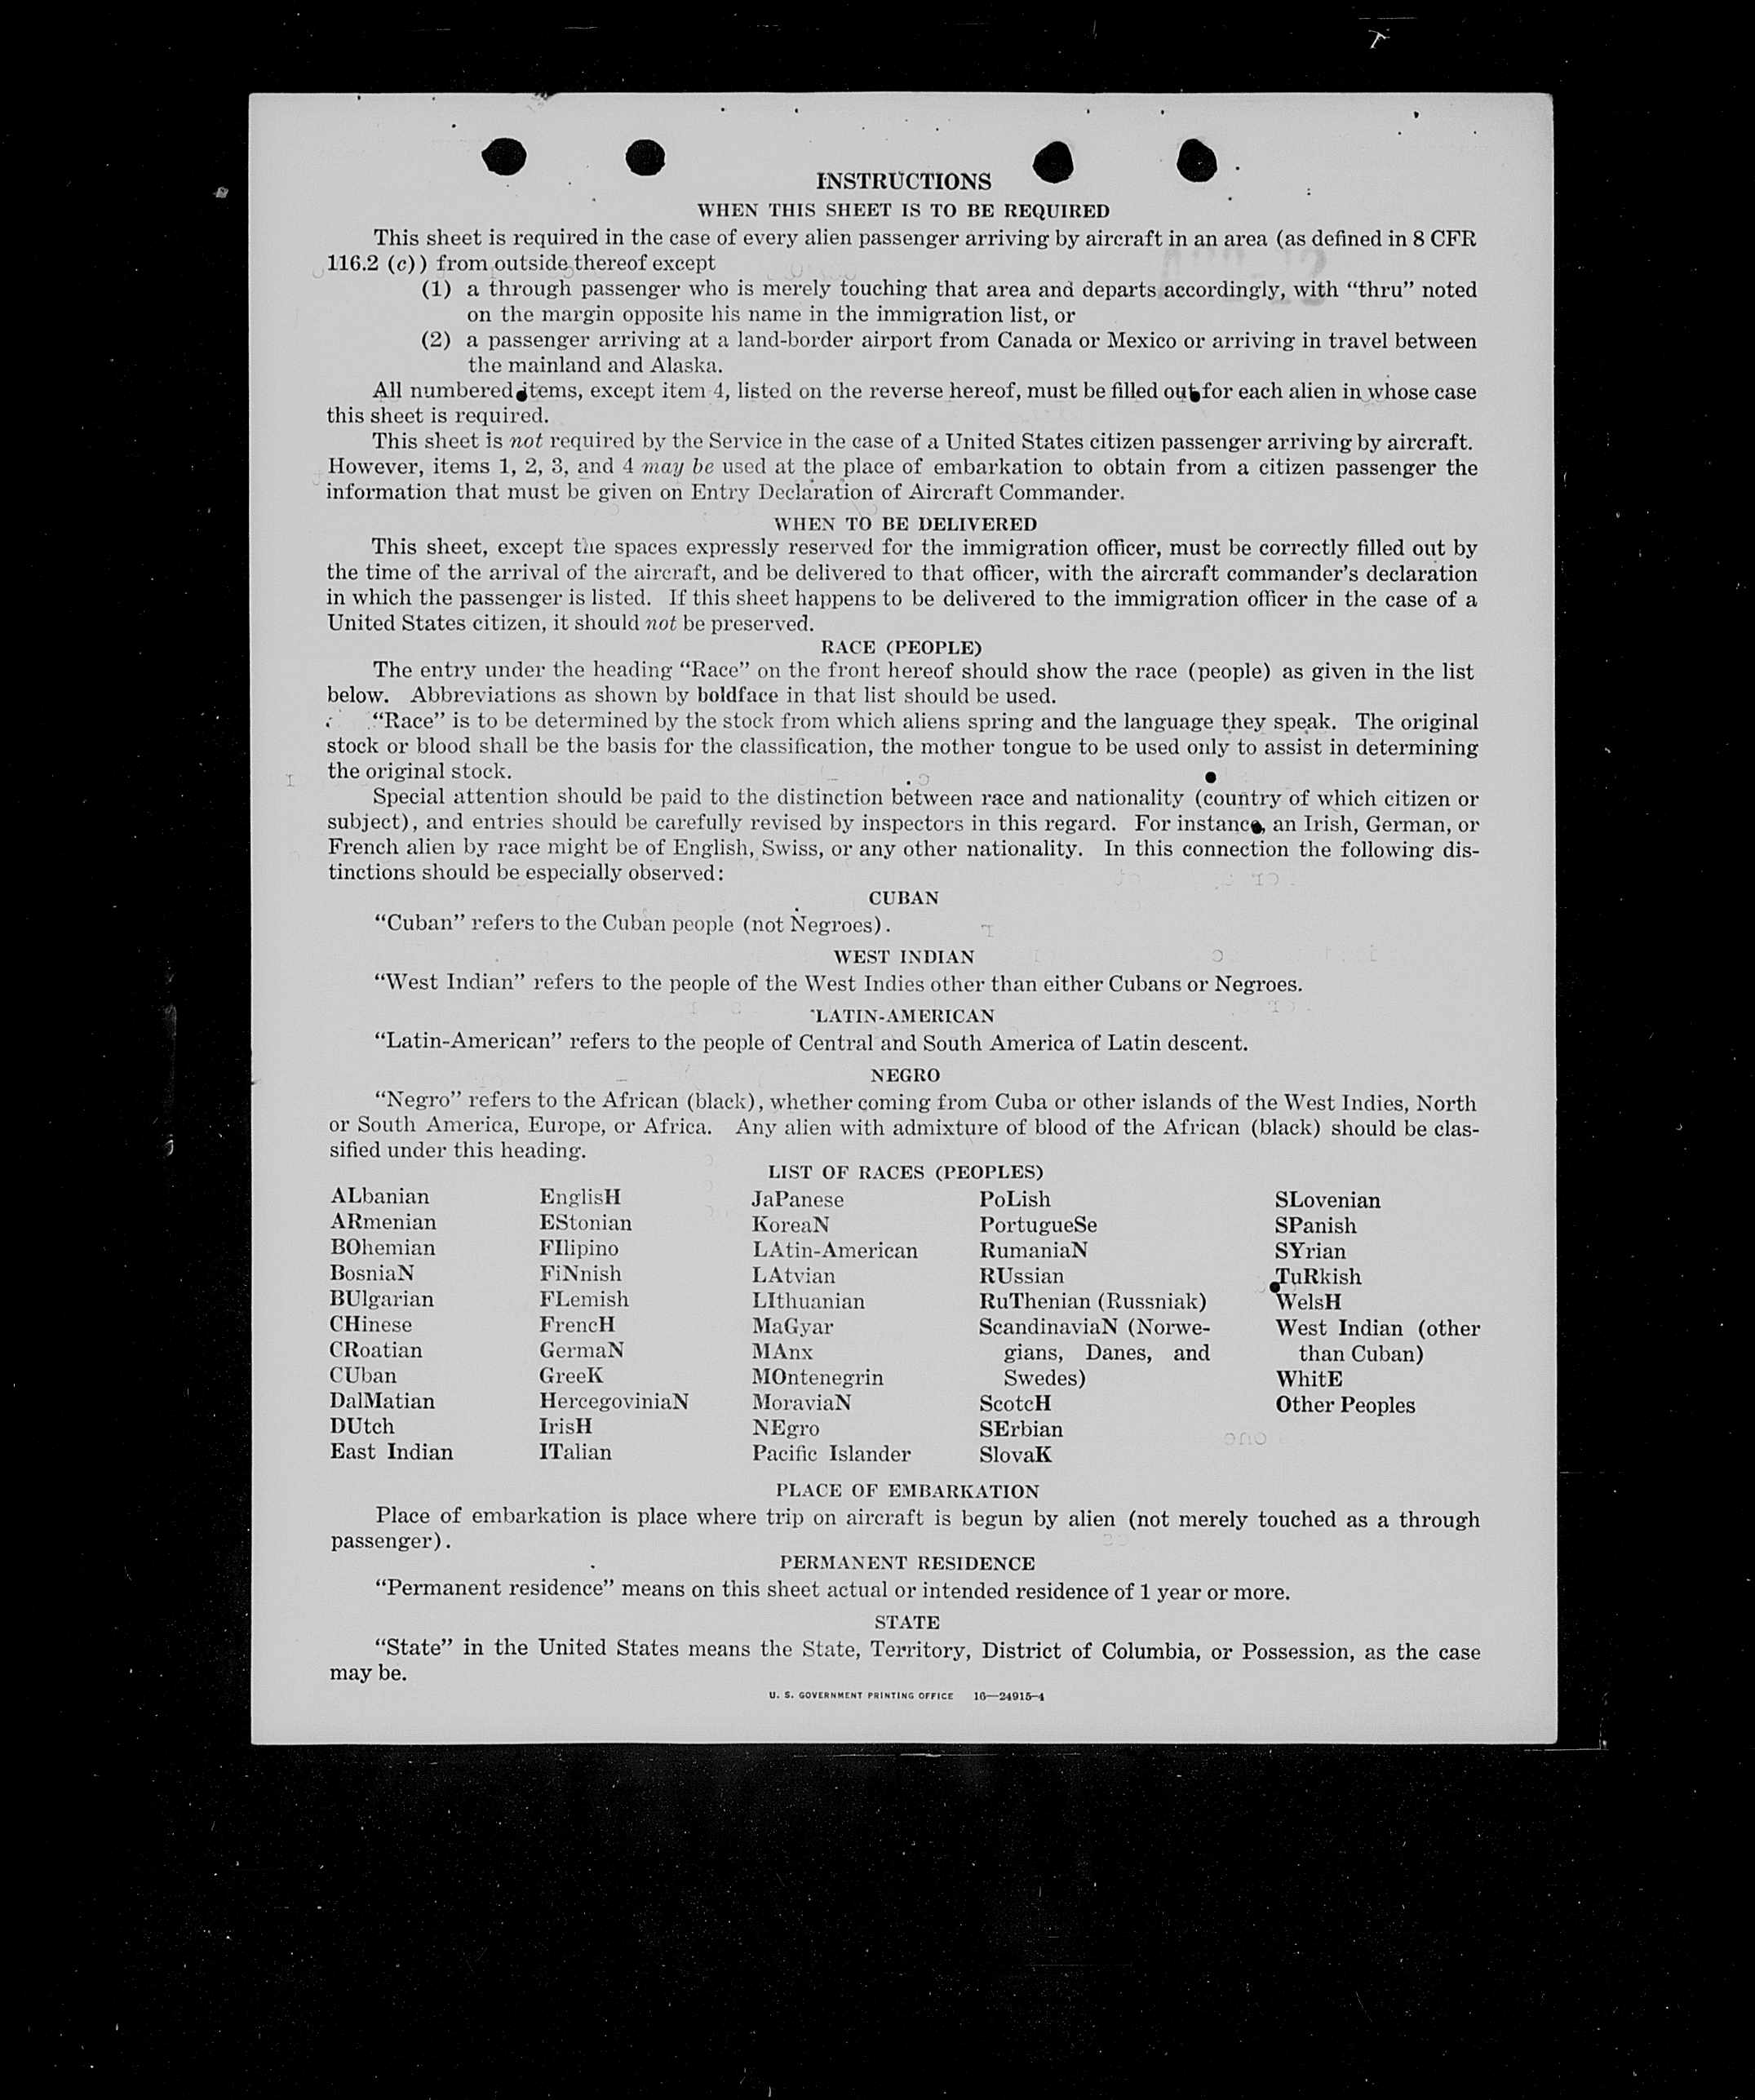 INSTRUCTIONS
WHEN THIS SHEET IS TO BE REQUIRED
This sheet is required in the case of every alien passenger arriving by aircraft in an area (as defined in 8 CFR
116.2 (c)) from outside thereof except
(1) a through passenger who is merely touching that area and departs accordingly, with “thru” noted
on the margin opposite his name in the immigration list, or
(2) a passenger arriving at a land-border airport from Canada or Mexico or arriving in travel between
the mainland and Alaska.
All numbered items, except item 4, listed on the reverse hereof, must be filled out for each alien in whose case
this sheet is required.
This sheet is not required by the Service in the case of a United States citizen passenger arriving by aircraft.
However, items 1, 2, 3, and 4 may be used at the place of embarkation to obtain from a citizen passenger the
information that must be given on Entry Declaration of Aircraft Commander.
WHEN TO BE DELIVERED
This sheet, except the spaces expressly reserved for the immigration officer, must be correctly filled out by
the time of the arrival of the aircraft, and be delivered to that officer, with the aircraft commander’s declaration
in which the passenger is listed. If this sheet happens to be delivered to the immigration officer in the case of a
United States citizen, it should not be preserved.
RACE (PEOPLE)
The entry under the heading “Race” on the front hereof should show the race (people) as given in the list
below. Abbreviations as shown by boldface in that list should be used.
“Race” is to be determined by the stock from which aliens spring and the language they speak. The original
stock or blood shall be the basis for the classification, the mother tongue to be used only to assist in determining
the original stock.
Special attention should be paid to the distinction between race and nationality (country of which citizen or
subject), and entries should be carefully revised by inspectors in this regard. For instance, an Irish, German, or
French alien by race might be of English, Swiss, or any other nationality. In this connection the following dis-
tinctions should be especially observed:
CUBAN
“Cuban” refers to the Cuban people (not Negroes).
WEST INDIAN
“West Indian” refers to the people of the West Indies other than either Cubans or Negroes.
LATIN-AMERICAN
“Latin-American” refers to the people of Central and South America of Latin descent.
NEGRO
“Negro” refers to the African (black), whether coming from Cuba or other islands of the West Indies, North
or South America, Europe, or Africa. Any alien with admixture of blood of the African (black) should be clas-
sified under this heading.
LIST OF RACES (PEOPLES)
ALbanian
ARmenian
BOhemian
BosniaN
BUlgarian
CHinese
CRoatian
CUban
DalMatian
DUtch
East Indian
EnglisH
EStonian
FIlipino
FiNnish
FLemish
FrencH
GermaN
GreeK
HercegoviniaN
IrisH
ITalian
JaPanese
KoreaN
LAtin-American
LAtvian
LIthuanian
MaGyar
MAnx
MOntenegrin
MoraviaN
NEgro
Pacific Islander
PoLish
PortugueSe
RumaniaN
RUssian
RuThenian (Russniak)
ScandinaviaN (Norwe-
gians, Danes, and
Swedes)
ScotcH
SErbian
SlovaK
SLovenian
SPanish
SYrian
TuRkish
WelsH
West Indian (other
than Cuban)
WhitE
Other Peoples
PLACE OF EMBARKATION
Place of embarkation is place where trip on aircraft is begun by alien (not merely touched as a through
passenger).
PERMANENT RESIDENCE
“Permanent residence” means on this sheet actual or intended residence of 1 year or more.
STATE
“State” in the United States means the State, Territory, District of Columbia, or Possession, as the case
may be.
U. S. GOVERNMENT PRINTING OFFICE 16—24915-4